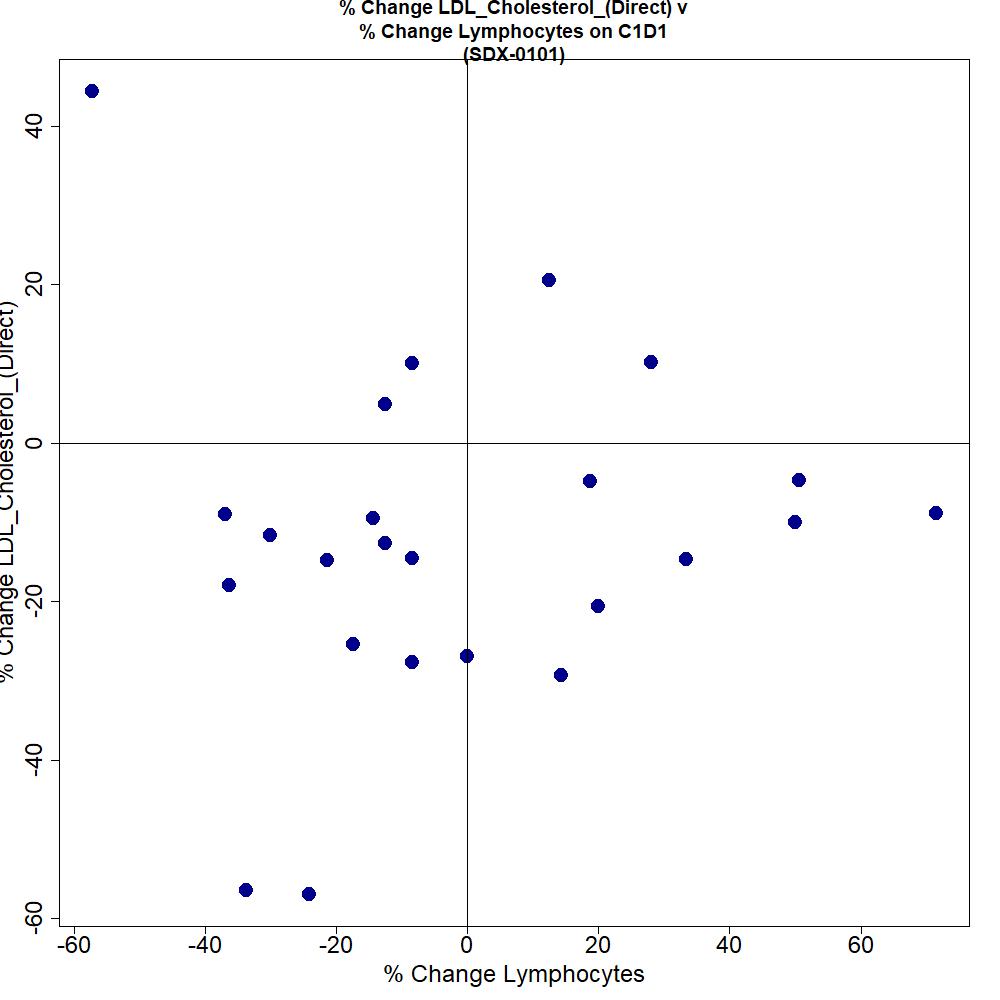 % Change LDL_Cholesterol_(Direct) v
% Change Lymphocytes on C1D1
(SDX-0101)
% Change LDL_Cholesterol_(Direct)
40
20
0
-20
-40
-60
-60 -40 -20 0 20 40 60
% Change Lymphocytes